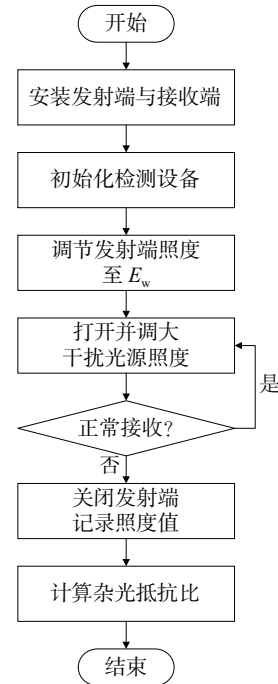 开始
安装发射端与接收端
初始化检测设备
调节发射端照度
至 E_w
打开并调大
干扰光源照度
是
正常接收?
否
关闭发射端
记录照度值
计算杂光抵抗比
结束